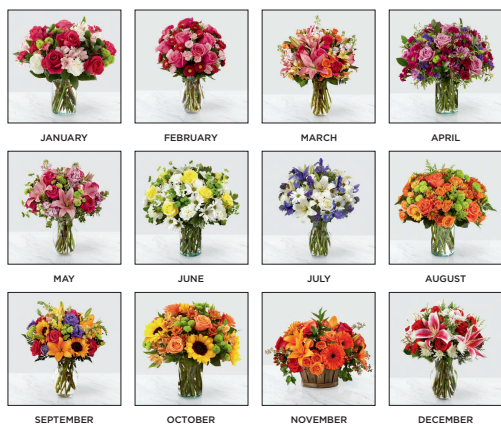 JANUARY FEBRUARY MARCH APRIL
MAY JUNE JULY AUGUST
SEPTEMBER OCTOBER NOVEMBER DECEMBER